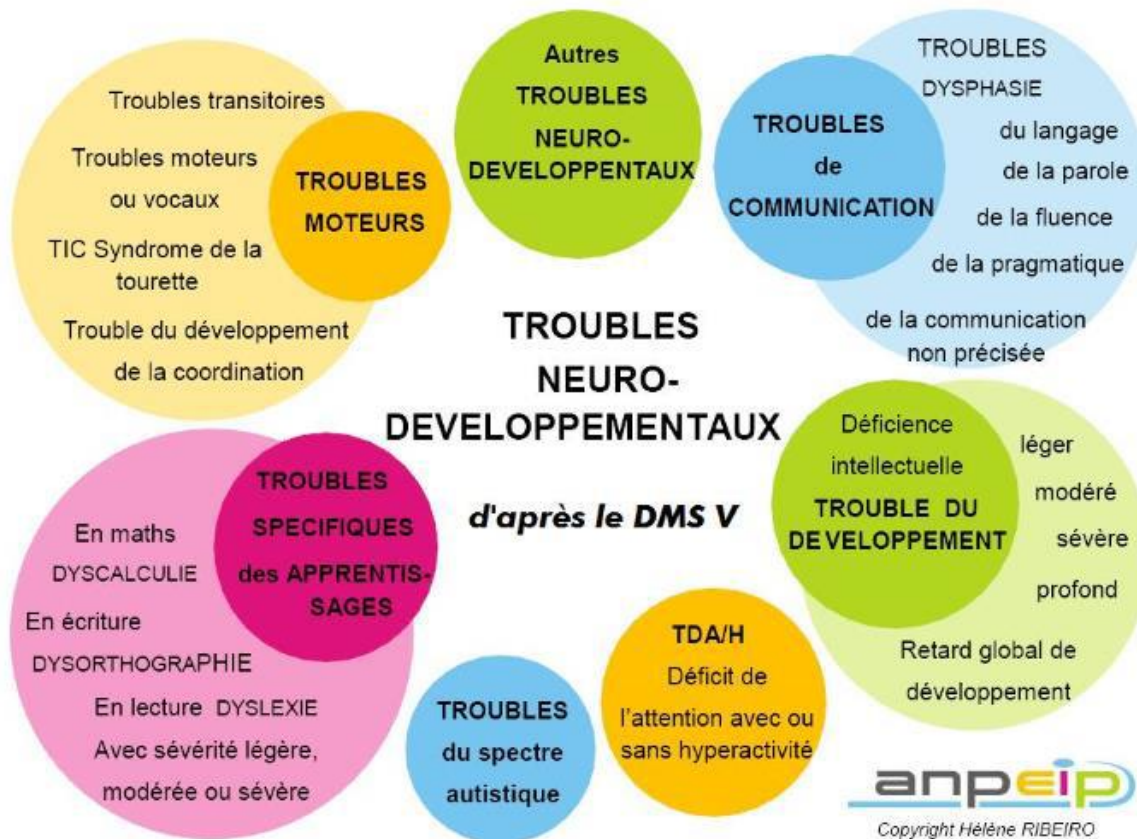 Troubles transitoires
Troubles moteurs
ou vocaux
TIC Syndrome de la
tourette
Trouble du développement
de la coordination
TROUBLES
MOTEURS
Autres
TROUBLES
NEURO-
DEVELOPPENTAUX
TROUBLES
de
COMMUNICATION
TROUBLES
DYSPHASIE
du langage
de la parole
de la fluence
de la pragmatique
de la communication
non précisée
TROUBLES
NEURO-
DEVELOPPEMENTAUX
d'après le DMS V
TROUBLES
SPECIFIQUES
des APPRENTIS-
SAGES
En maths
DYSCALCULIE
En écriture
DYSORTHOGRAPHIE
En lecture DYSLEXIE
Avec sévérité légère,
modérée ou sévère
Déficience
intellectuelle
TROUBLE DU
DEVELOPPEMENT
léger
modéré
sévère
profond
Retard global de
développement
TROUBLES
du spectre
autistique
TDA/H
Déficit de
l'attention avec ou
sans hyperactivité
anpeip
Copyright Hélène RIBEIRO